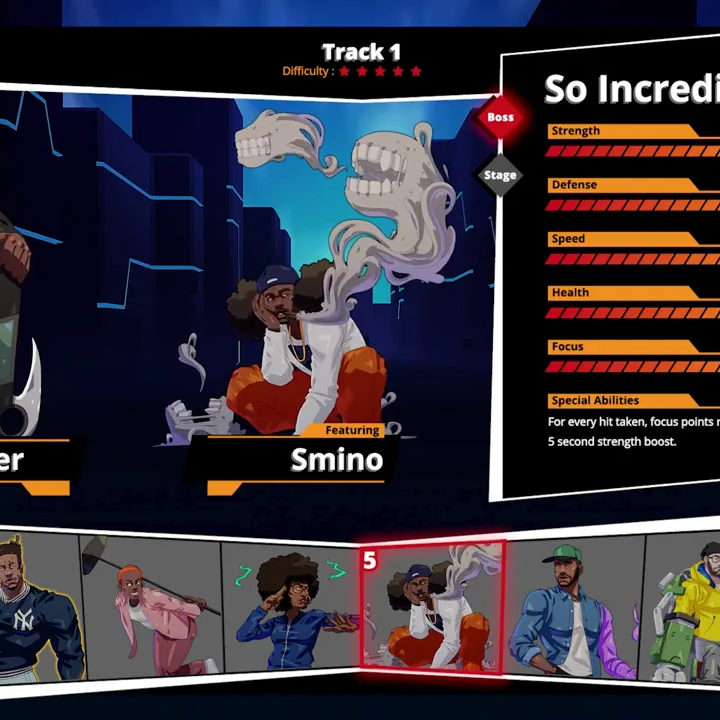 Track 1
Difficulty :
So Incredi
Boss
Stage
Strength
Defense
Speed
Health
Focus
Special Abilities
For every hit taken, focus points
5 second strength boost.
er
Featuring
Smino
5
NY